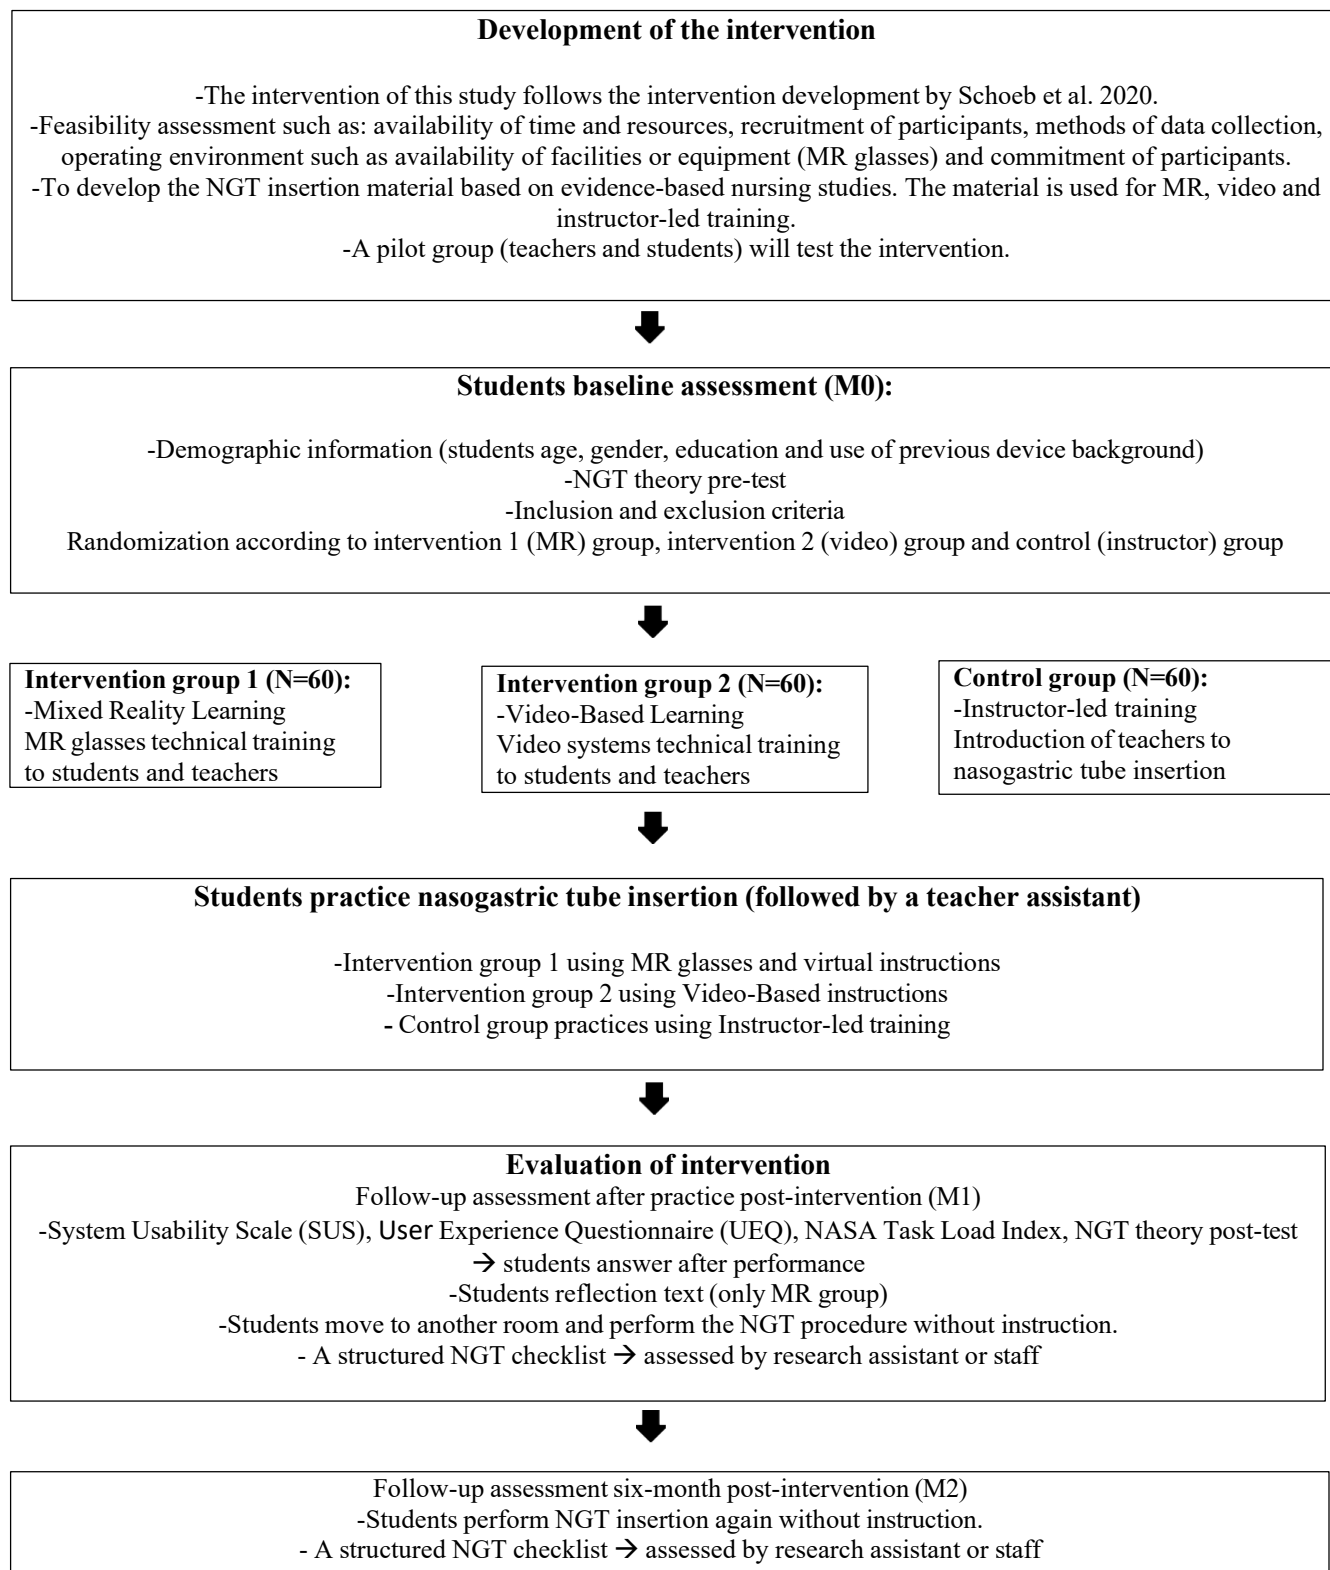 Development of the intervention
-The intervention of this study follows the intervention development by Schoeb et al. 2020.
-Feasibility assessment such as: availability of time and resources, recruitment of participants, methods of data collection,
operating environment such as availability of facilities or equipment (MR glasses) and commitment of participants.
-To develop the NGT insertion material based on evidence-based nursing studies. The material is used for MR, video and
instructor-led training.
-A pilot group (teachers and students) will test the intervention.
Students baseline assessment (M0):
-Demographic information (students age, gender, education and use of previous device background)
-NGT theory pre-test
-Inclusion and exclusion criteria
Randomization according to intervention 1 (MR) group, intervention 2 (video) group and control (instructor) group
Intervention group 1 (N=60):
-Mixed Reality Learning
MR glasses technical training
to students and teachers
Intervention group 2 (N=60):
-Video-Based Learning
Video systems technical training
to students and teachers
Control group (N=60):
-Instructor-led training
Introduction of teachers to
nasogastric tube insertion
Students practice nasogastric tube insertion (followed by a teacher assistant)
-Intervention group 1 using MR glasses and virtual instructions
-Intervention group 2 using Video-Based instructions
- Control group practices using Instructor-led training
Evaluation of intervention
Follow-up assessment after practice post-intervention (M1)
-System Usability Scale (SUS), User Experience Questionnaire (UEQ), NASA Task Load Index, NGT theory post-test
→ students answer after performance
-Students reflection text (only MR group)
-Students move to another room and perform the NGT procedure without instruction.
- A structured NGT checklist → assessed by research assistant or staff
Follow-up assessment six-month post-intervention (M2)
-Students perform NGT insertion again without instruction.
- A structured NGT checklist → assessed by research assistant or staff